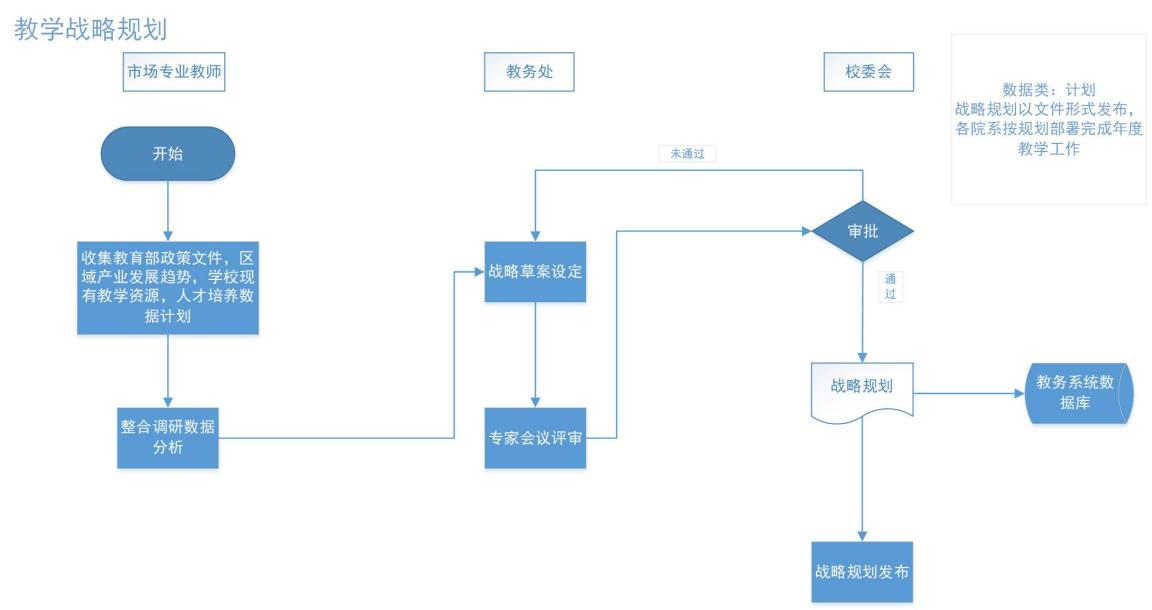 教学战略规划
市场专业教师
教务处
校委会
数据类：计划
战略规划以文件形式发布，
各院系按规划部署完成年度
教学工作
开始
未通过
审批
收集教育部政策文件，区
域产业发展趋势，学校现
有教学资源，人才培养数
据计划
战略草案设定
通
过
战略规划
教务系统数
据库
整合调研数据
分析
专家会议评审
战略规划发布